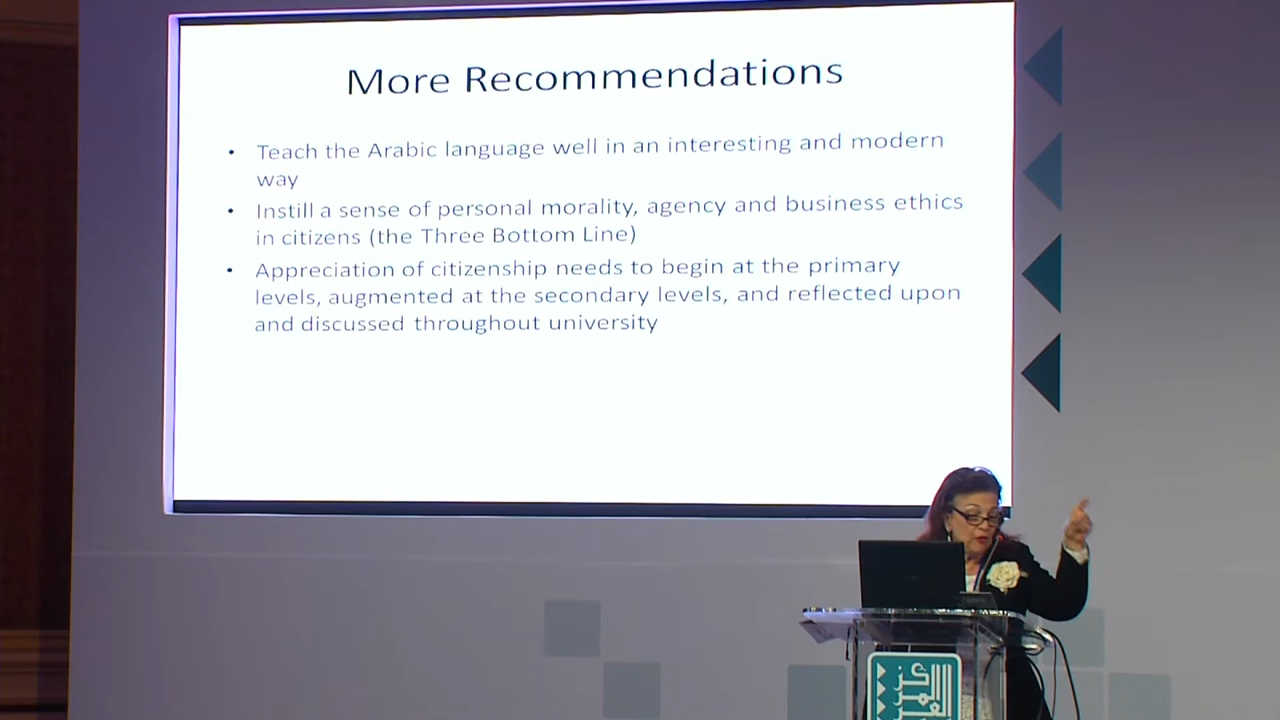 More Recommendations
• Teach the Arabic language well in an interesting and modern
way
• Instill a sense of personal morality, agency and business ethics
in citizens (the Three Bottom Line)
• Appreciation of citizenship needs to begin at the primary
levels, augmented at the secondary levels, and reflected upon
and discussed throughout university